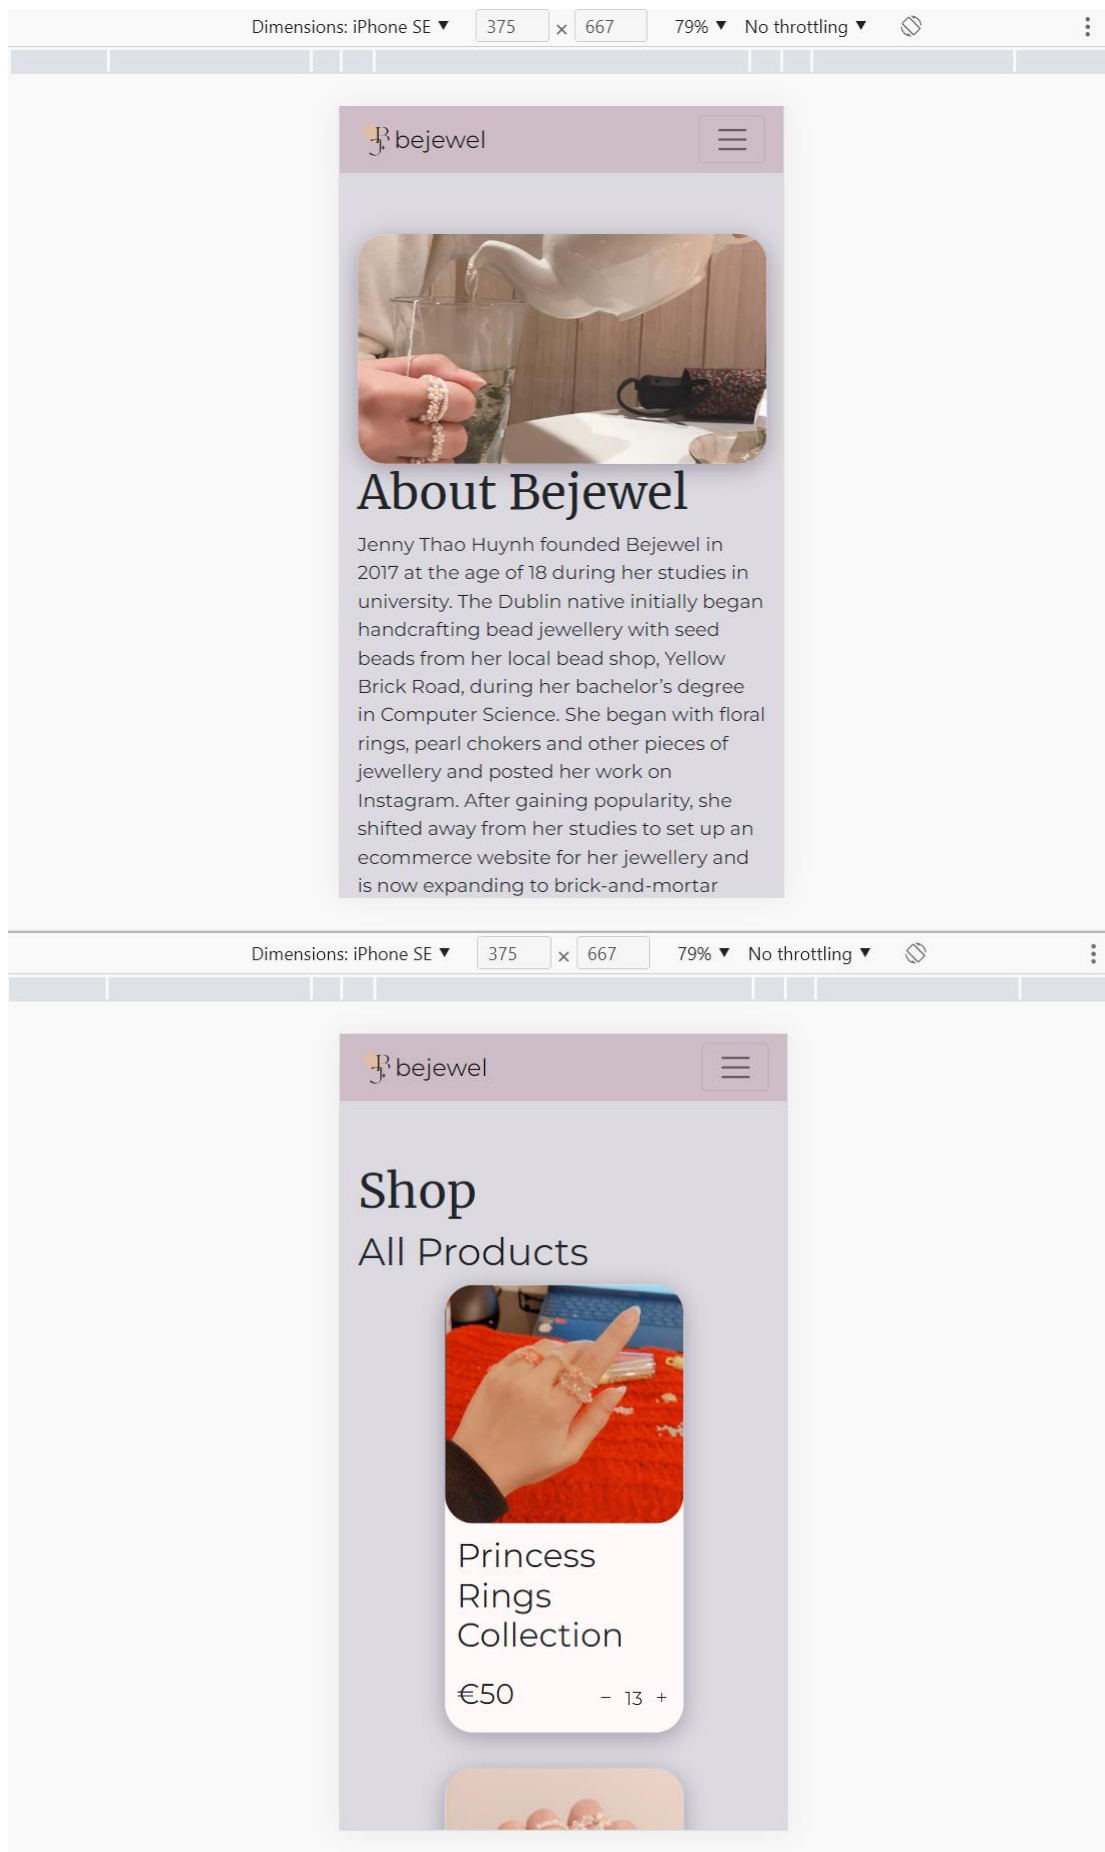 Dimensions: iPhone SE ▼ 375 × 667 79% ▼ No throttling ▼
bejewel
About Bejewel
Jenny Thao Huynh founded Bejewel in
2017 at the age of 18 during her studies in
university. The Dublin native initially began
handcrafting bead jewellery with seed
beads from her local bead shop, Yellow
Brick Road, during her bachelor’s degree
in Computer Science. She began with floral
rings, pearl chokers and other pieces of
jewellery and posted her work on
Instagram. After gaining popularity, she
shifted away from her studies to set up an
ecommerce website for her jewellery and
is now expanding to brick-and-mortar
Dimensions: iPhone SE ▼ 375 × 667 79% ▼ No throttling ▼
bejewel
Shop
All Products
Princess
Rings
Collection
€50 − 13 +